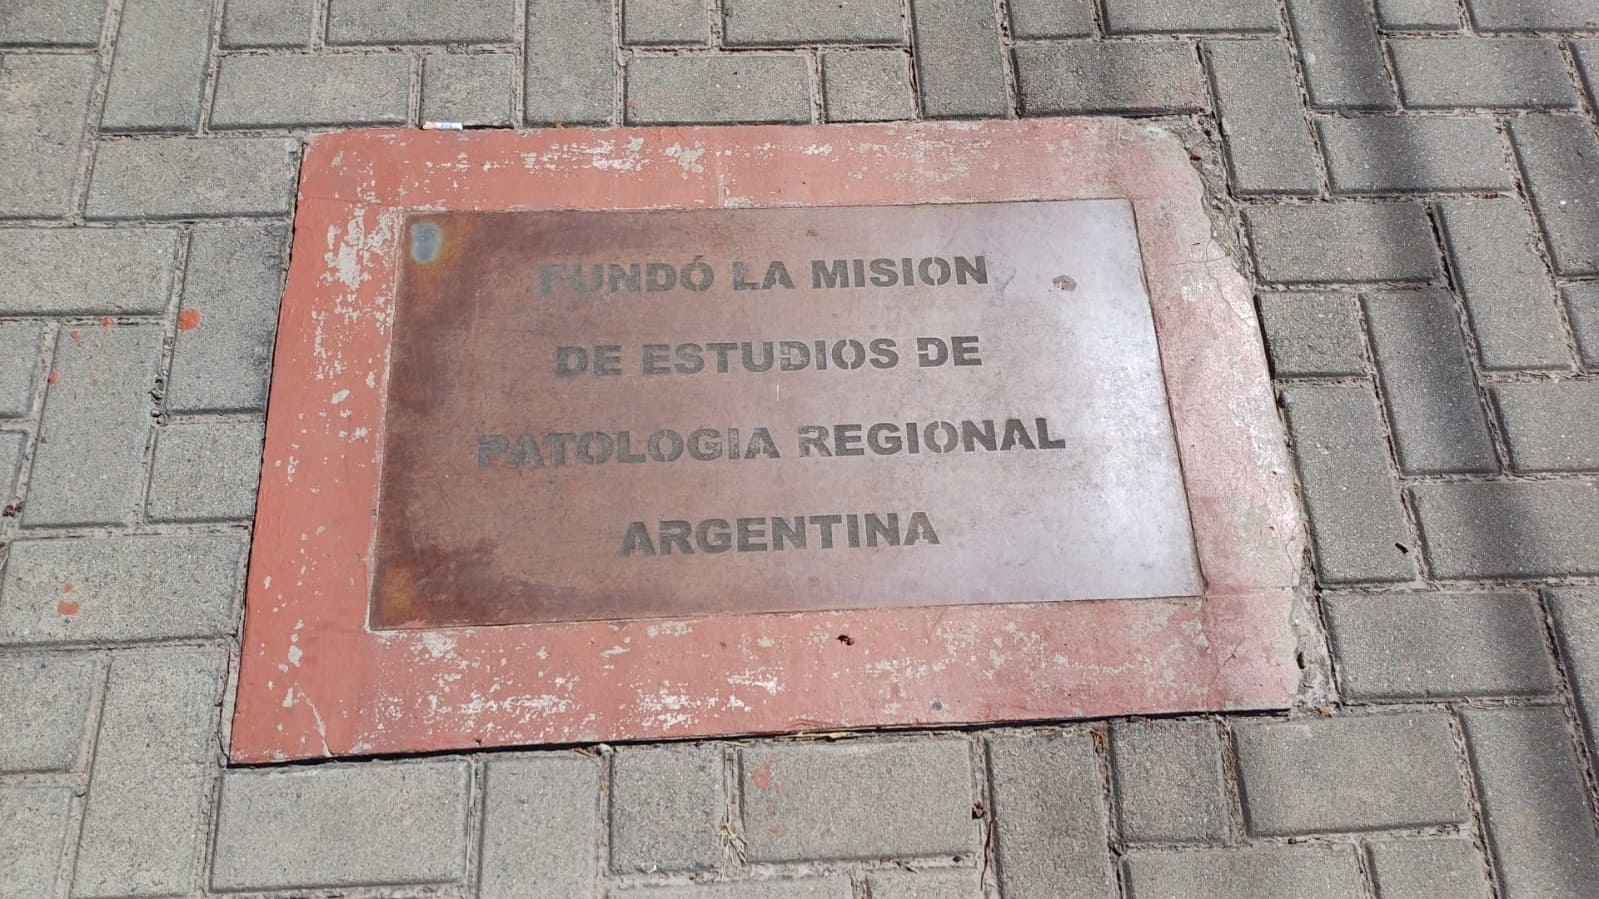 FUNDÓ LA MISION
DE ESTUDIOS DE
PATOLOGIA REGIONAL
ARGENTINA